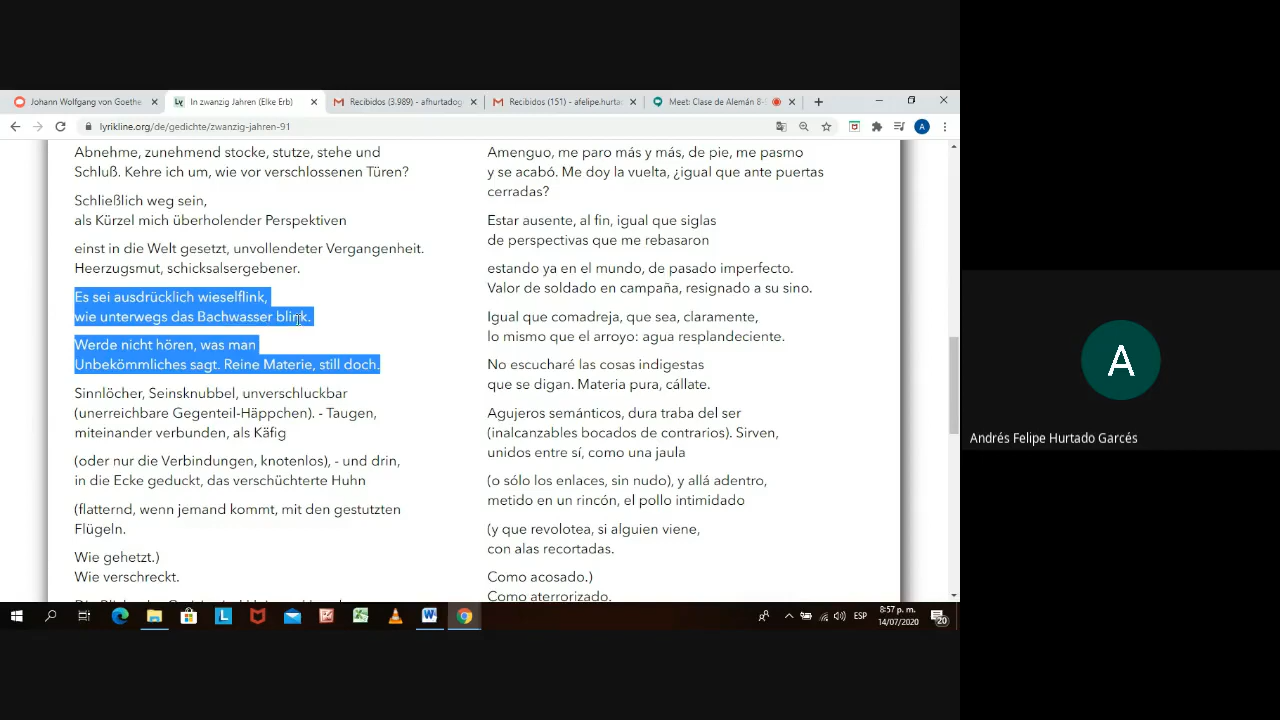 Johann Wolfgang von Goethe
In zwanzig Jahren (Elke Erb)
Recibidos (3.989) - afhurtadog
Recibidos (151) - afelipe.hurta
Meet: Clase de Alemán 8-
lyrikline.org/de/gedichte/zwanzig-jahren-91
A
Abnehme, zunehmend stocke, stutze, stehe und
Schluß. Kehre ich um, wie vor verschlossenen Türen?
Schließlich weg sein,
als Kürzel mich überholender Perspektiven
einst in die Welt gesetzt, unvollendeter Vergangenheit.
Heerzugsmut, schicksalsergebener.
Es sei ausdrücklich wieselflink,
wie unterwegs das Bachwasser blink.
Werde nicht hören, was man
Unbekömmliches sagt. Reine Materie, still doch.
Sinnlöcher, Seinsknubbel, unverschluckbar
(unerreichbare Gegenteil-Häppchen). - Taugen,
miteinander verbunden, als Käfig
(oder nur die Verbindungen, knotenlos), - und drin,
in die Ecke geduckt, das verschüchterte Huhn
(flatternd, wenn jemand kommt, mit den gestutzten
Flügeln.
Wie gehetzt.)
Wie verschreckt.
Amenguo, me paro más y más, de pie, me pasmo
y se acabó. Me doy la vuelta, ¿igual que ante puertas
cerradas?
Estar ausente, al fin, igual que siglas
de perspectivas que me rebasaron
estando ya en el mundo, de pasado imperfecto.
Valor de soldado en campaña, resignado a su sino.
Igual que comadreja, que sea, claramente,
lo mismo que el arroyo: agua resplandeciente.
No escucharé las cosas indigestas
que se digan. Materia pura, cállate.
Agujeros semánticos, dura traba del ser
(inalcanzables bocados de contrarios). Sirven,
unidos entre sí, como una jaula
(o sólo los enlaces, sin nudo), y allá adentro,
metido en un rincón, el pollo intimidado
(y que revolotea, si alguien viene,
con alas recortadas.
Como acosado.)
Como aterrorizado.
ESP
8:57 p. m.
14/07/2020
20
A
Andrés Felipe Hurtado Garcés